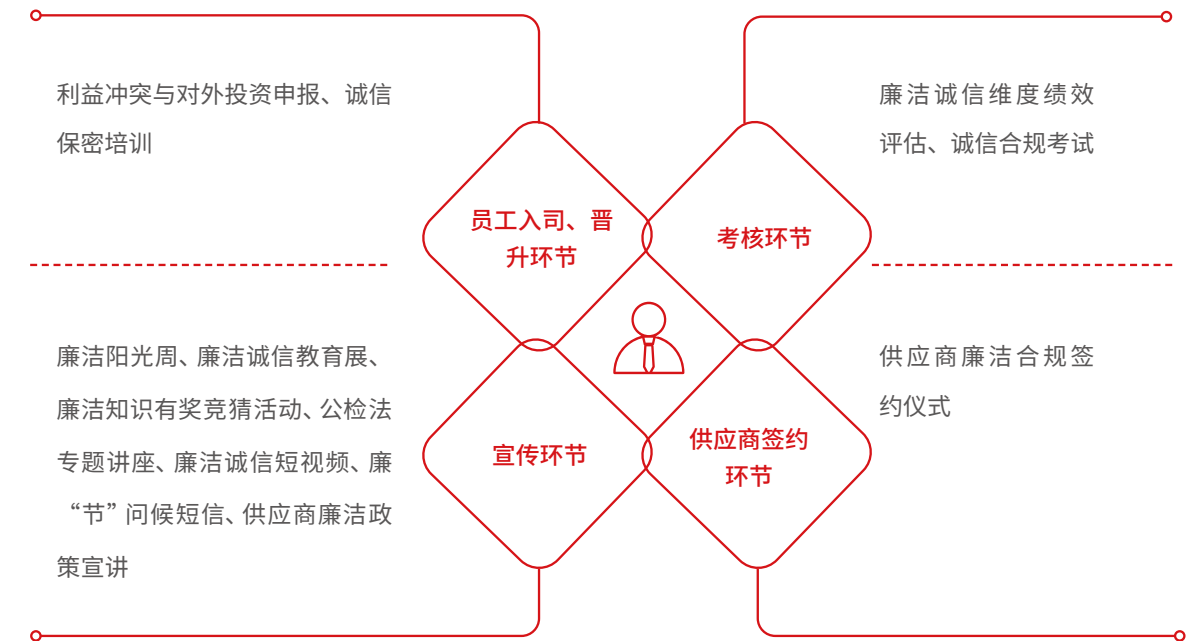 利益冲突与对外投资申报、诚信
保密培训
员工入司、晋
升环节
廉洁诚信维度绩效
评估、诚信合规考试
考核环节
廉洁阳光周、廉洁诚信教育展、
廉洁知识有奖竞猜活动、公检法
专题讲座、廉洁诚信短视频、廉
“节”问候短信、供应商廉洁政
策宣讲
宣传环节
供应商签约
环节
供应商廉洁合规签
约仪式